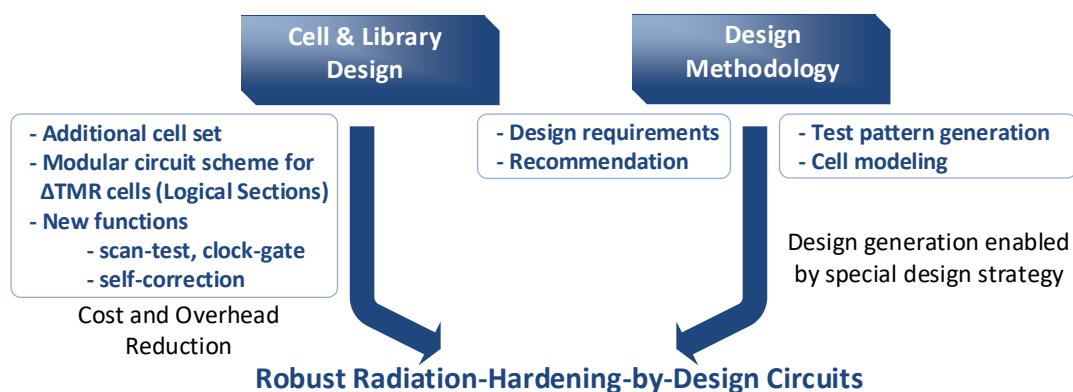 Cell & Library
Design
Design
Methodology
- Additional cell set
- Modular circuit scheme for
ΔTMR cells (Logical Sections)
- New functions
- scan-test, clock-gate
- self-correction
Cost and Overhead
Reduction
- Design requirements
- Recommendation
- Test pattern generation
- Cell modeling
Design generation enabled
by special design strategy
Robust Radiation-Hardening-by-Design Circuits